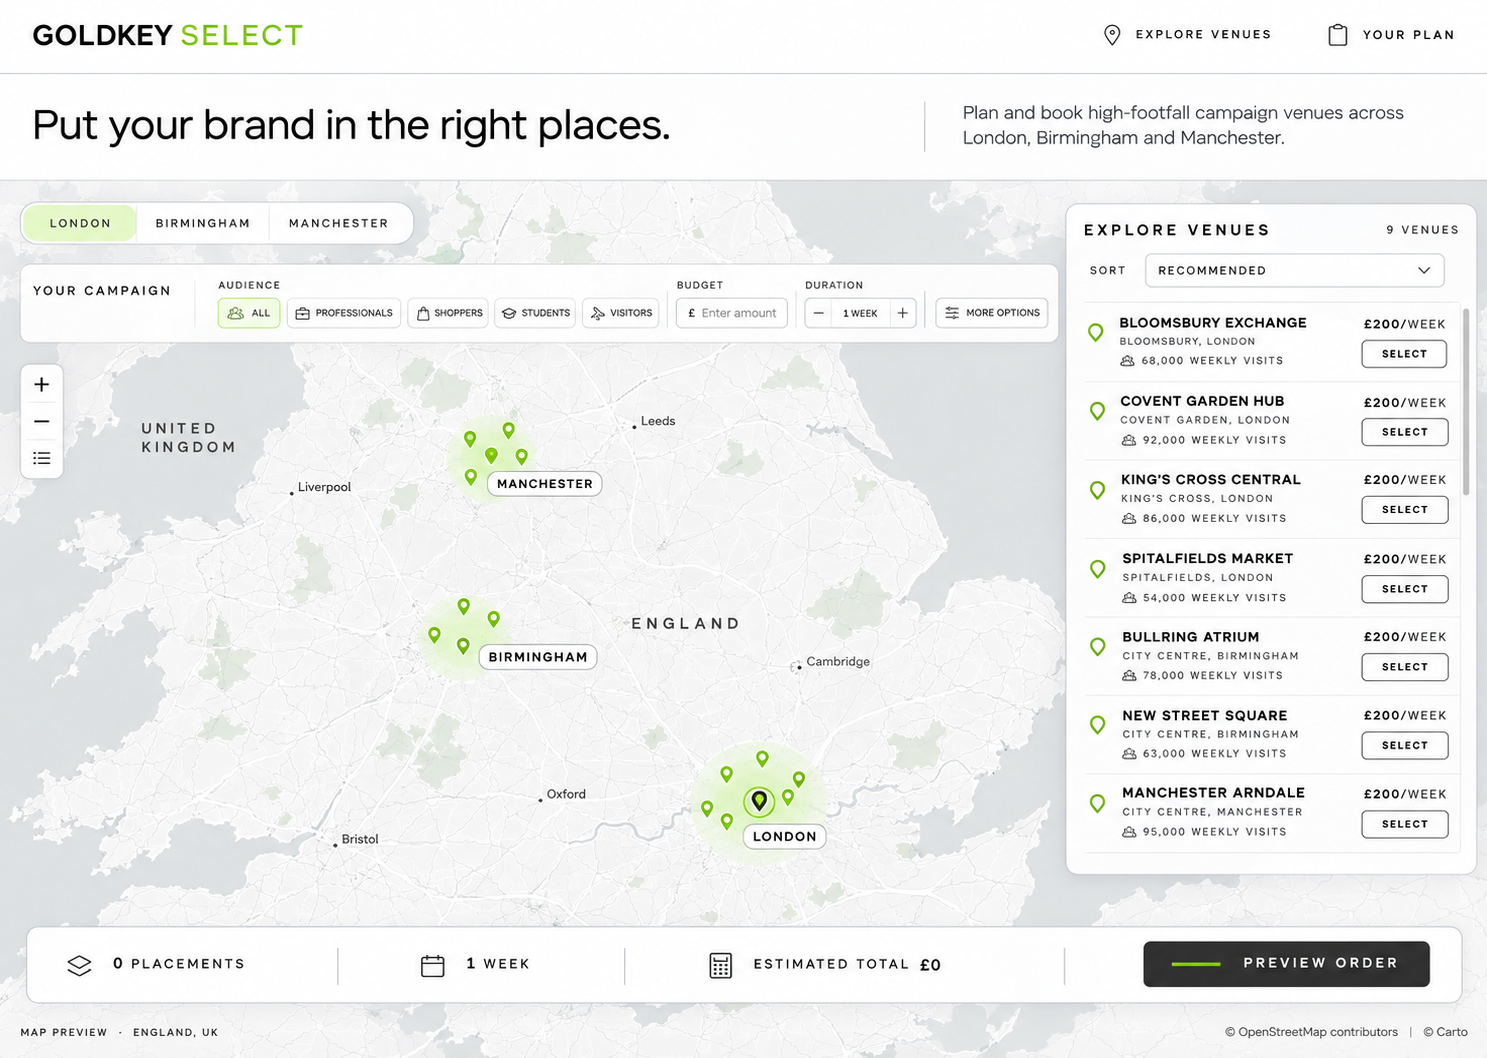 GOLDKEY SELECT
EXPLORE VENUES
YOUR PLAN
Put your brand in the right places.
Plan and book high-footfall campaign venues across
London, Birmingham and Manchester.
LONDON
BIRMINGHAM
MANCHESTER
YOUR CAMPAIGN
AUDIENCE
ALL
PROFESSIONALS
SHOPPERS
STUDENTS
VISITORS
BUDGET
£ Enter amount
DURATION
− 1 WEEK +
MORE OPTIONS
+
−
UNITED
KINGDOM
Leeds
Liverpool
MANCHESTER
BIRMINGHAM
ENGLAND
Cambridge
Oxford
Bristol
LONDON
EXPLORE VENUES
9 VENUES
SORT
RECOMMENDED
BLOOMSBURY EXCHANGE
£200/WEEK
BLOOMSBURY, LONDON
68,000 WEEKLY VISITS
SELECT
COVENT GARDEN HUB
£200/WEEK
COVENT GARDEN, LONDON
92,000 WEEKLY VISITS
SELECT
KING'S CROSS CENTRAL
£200/WEEK
KING'S CROSS, LONDON
86,000 WEEKLY VISITS
SELECT
SPITALFIELDS MARKET
£200/WEEK
SPITALFIELDS, LONDON
54,000 WEEKLY VISITS
SELECT
BULLRING ATRIUM
£200/WEEK
CITY CENTRE, BIRMINGHAM
78,000 WEEKLY VISITS
SELECT
NEW STREET SQUARE
£200/WEEK
CITY CENTRE, BIRMINGHAM
63,000 WEEKLY VISITS
SELECT
MANCHESTER ARNDALE
£200/WEEK
CITY CENTRE, MANCHESTER
95,000 WEEKLY VISITS
SELECT
0 PLACEMENTS
1 WEEK
ESTIMATED TOTAL £0
PREVIEW ORDER
MAP PREVIEW · ENGLAND, UK
© OpenStreetMap contributors | © Carto